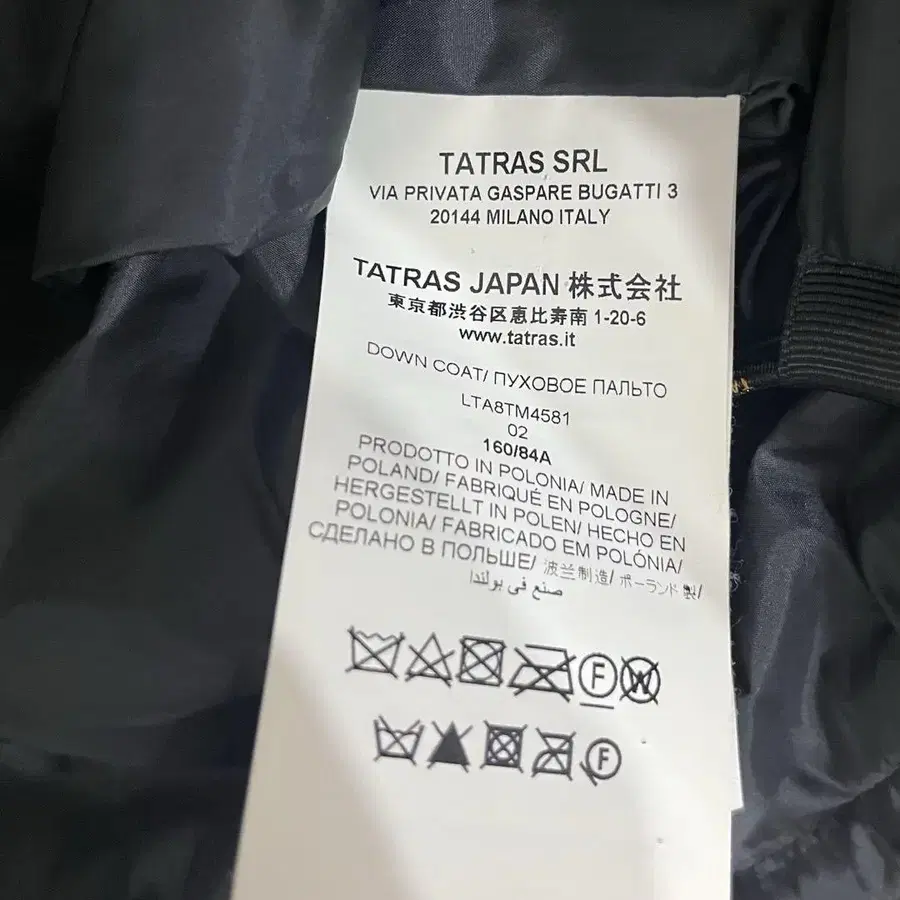 TATRAS SRL
VIA PRIVATA GASPARE BUGATTI 3
20144 MILANO ITALY
TATRAS JAPAN 株式会社
東京都渋谷区恵比寿南 1-20-6
www.tatras.it
DOWN COAT/ ПУХОВОЕ ПАЛЬТО
LTA8TM4581
02
160/84A
PRODOTTO IN POLONIA/ MADE IN
POLAND/ FABRIQUÉ EN POLOGNE/
HERGESTELLT IN POLEN/ HECHO EN
POLONIA/ FABRICADO EM POLÓNIA/
СДЕЛАНО В ПОЛЬШЕ/ 波兰制造/ ポーランド製/
صنع في بولندا
F W
F